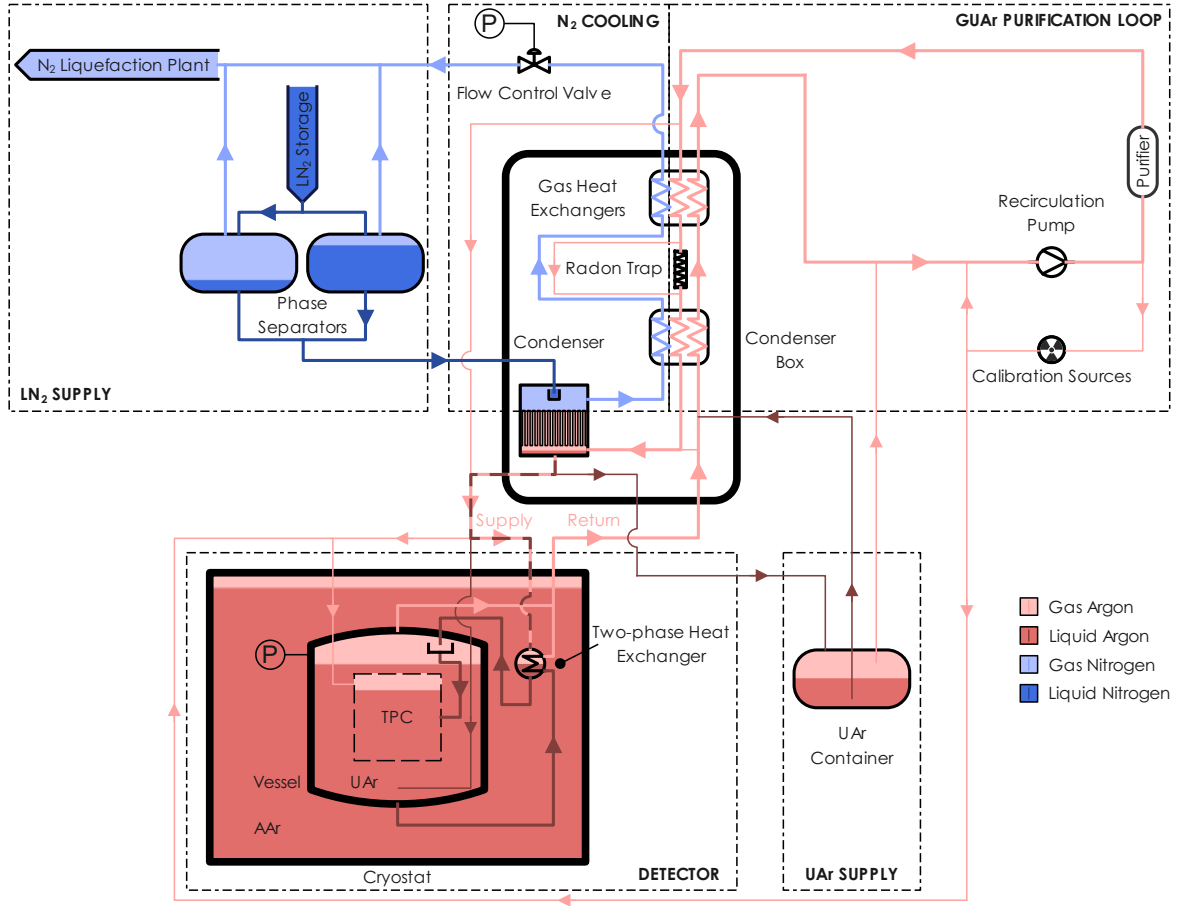 P
N₂ COOLING
GUAr PURIFICATION LOOP
N₂ Liquefaction Plant
Flow Control Valve
LN₂ Storage
Purifier
Gas Heat
Exchangers
Recirculation
Pump
Radon Trap
Phase
Separators
Condenser
Condenser
Box
Calibration Sources
LN₂ SUPPLY
Supply
Return
Gas Argon
Liquid Argon
Gas Nitrogen
Liquid Nitrogen
P
Two-phase Heat
Exchanger
TPC
UAr
Container
Vessel
UAr
AAr
Cryostat
DETECTOR
UAr SUPPLY